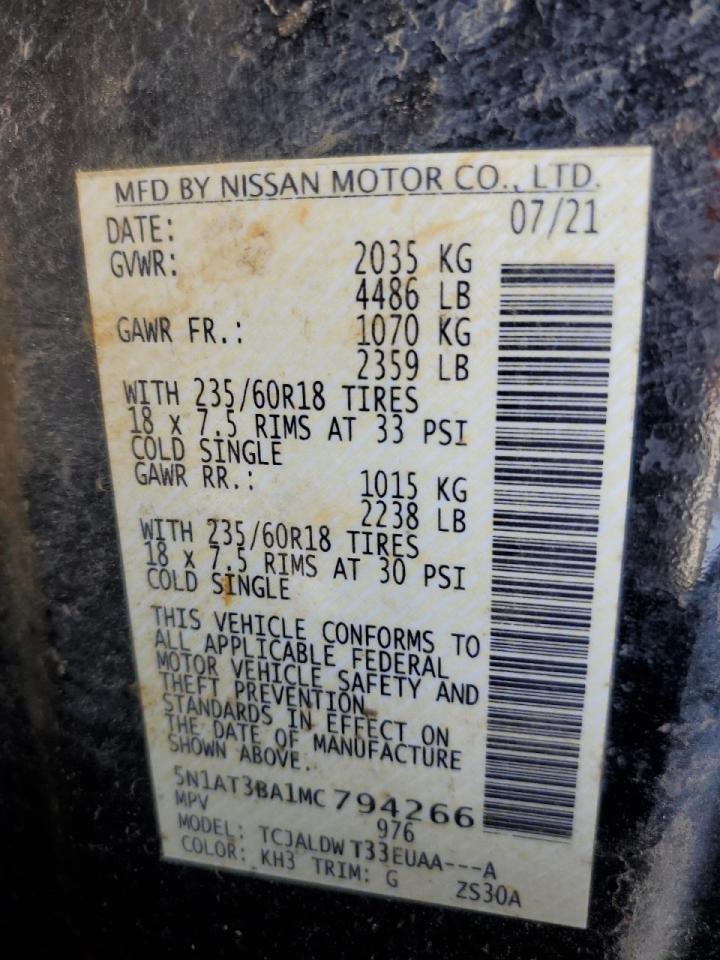 MFD BY NISSAN MOTOR CO., LTD.
DATE: 07/21
GVWR: 2035 KG
4486 LB
GAWR FR.: 1070 KG
2359 LB
WITH 235/60R18 TIRES
18 x 7.5 RIMS AT 33 PSI
COLD SINGLE
GAWR RR.: 1015 KG
2238 LB
WITH 235/60R18 TIRES
18 x 7.5 RIMS AT 30 PSI
COLD SINGLE
THIS VEHICLE CONFORMS TO
ALL APPLICABLE FEDERAL
MOTOR VEHICLE SAFETY AND
THEFT PREVENTION
STANDARDS IN EFFECT ON
THE DATE OF MANUFACTURE
SHOWN ABOVE.
5N1AT3BA1MC794266
MPV 976
MODEL: TCJALDW T33EUAA---A
COLOR: KH3 TRIM: G ZS30A